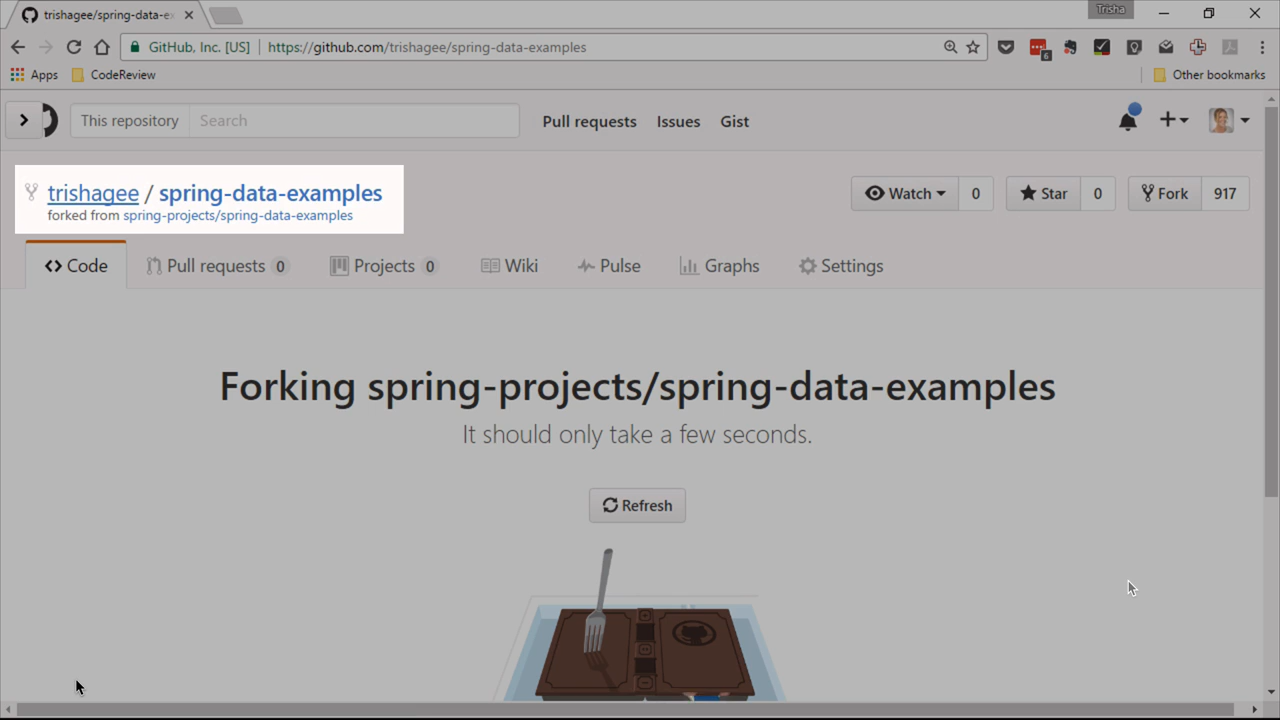 trishagee/spring-data-e
Trisha
GitHub, Inc. [US] https://github.com/trishagee/spring-data-examples
6
Apps CodeReview Other bookmarks
This repository Search Pull requests Issues Gist
trishagee / spring-data-examples
forked from spring-projects/spring-data-examples
Watch 0 Star 0 Fork 917
Code Pull requests 0 Projects 0 Wiki Pulse Graphs Settings
Forking spring-projects/spring-data-examples
It should only take a few seconds.
Refresh